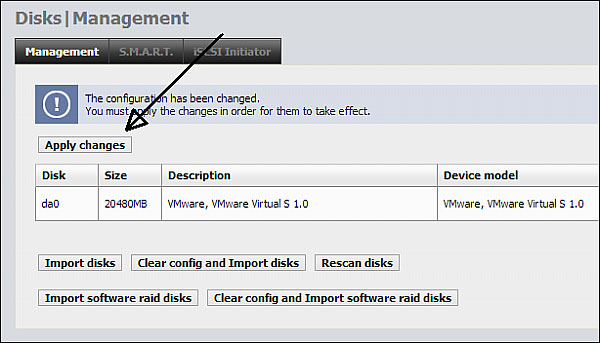 Disks|Management
Management S.M.A.R.T. iSCSI Initiator
The configuration has been changed.
You must apply the changes in order for them to take effect.
Apply changes
Disk Size Description Device model
da0 20480MB VMware, VMware Virtual S 1.0 VMware, VMware Virtual S 1.0
Import disks Clear config and Import disks Rescan disks
Import software raid disks Clear config and Import software raid disks